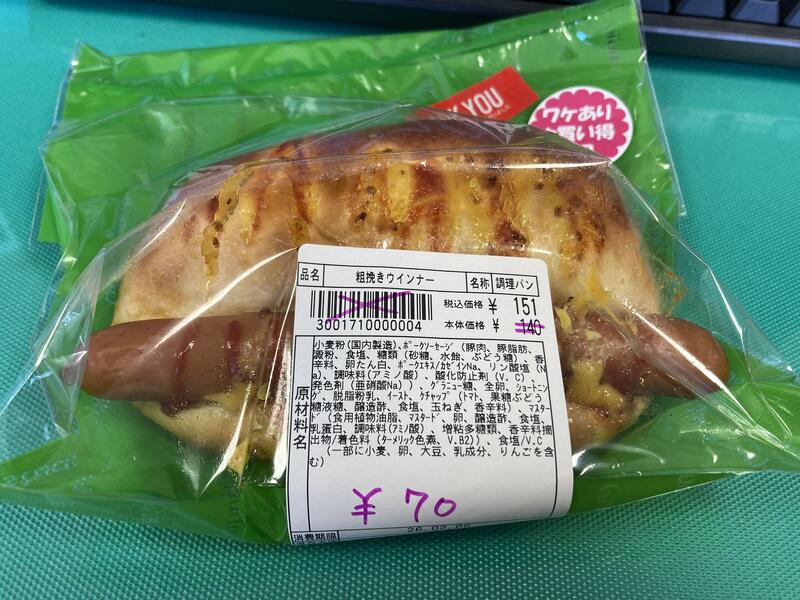 YOU
ワケあり
買い得
品名 粗挽きウインナー 名称 調理パン
税込価格 ¥ 151
3001710000004 本体価格 ¥ 140
原材料名
小麦粉(国内製造)、ポークソーセージ(豚肉、豚脂肪、
澱粉、食塩、糖類(砂糖、水飴、ぶどう糖)、香
辛料、卵たん白、ポークエキス/カゼインNa、リン酸塩(N
a)、調味料(アミノ酸)、酸化防止剤(V.C)、
発色剤(亜硝酸Na))、グラニュー糖、全卵、ショートニン
グ、脱脂粉乳、イースト、ケチャップ(トマト、果糖ぶどう
糖液糖、醸造酢、食塩、玉ねぎ、香辛料)、マスター
ド(食用植物油脂、マスタード、卵、醸造酢、食塩、
乳蛋白、調味料(アミノ酸)、増粘多糖類、香辛料摘
出物/着色料(ターメリック色素、V.B2))、食塩/V.C
(一部に小麦、卵、大豆、乳成分、りんごを含
む)
¥70
消費期限